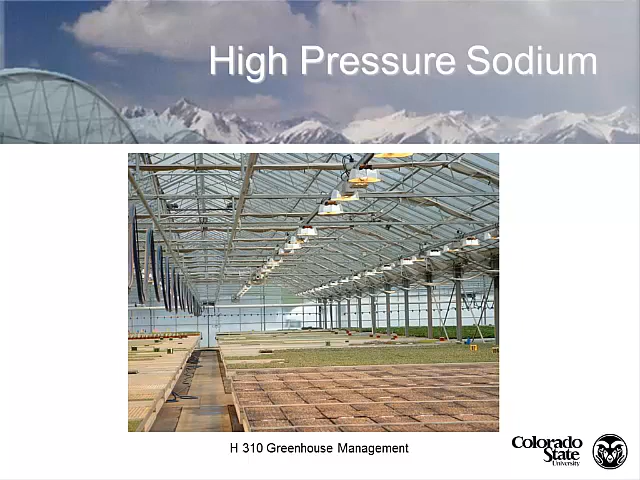 High Pressure Sodium
H 310 Greenhouse Management
Colorado
State
University